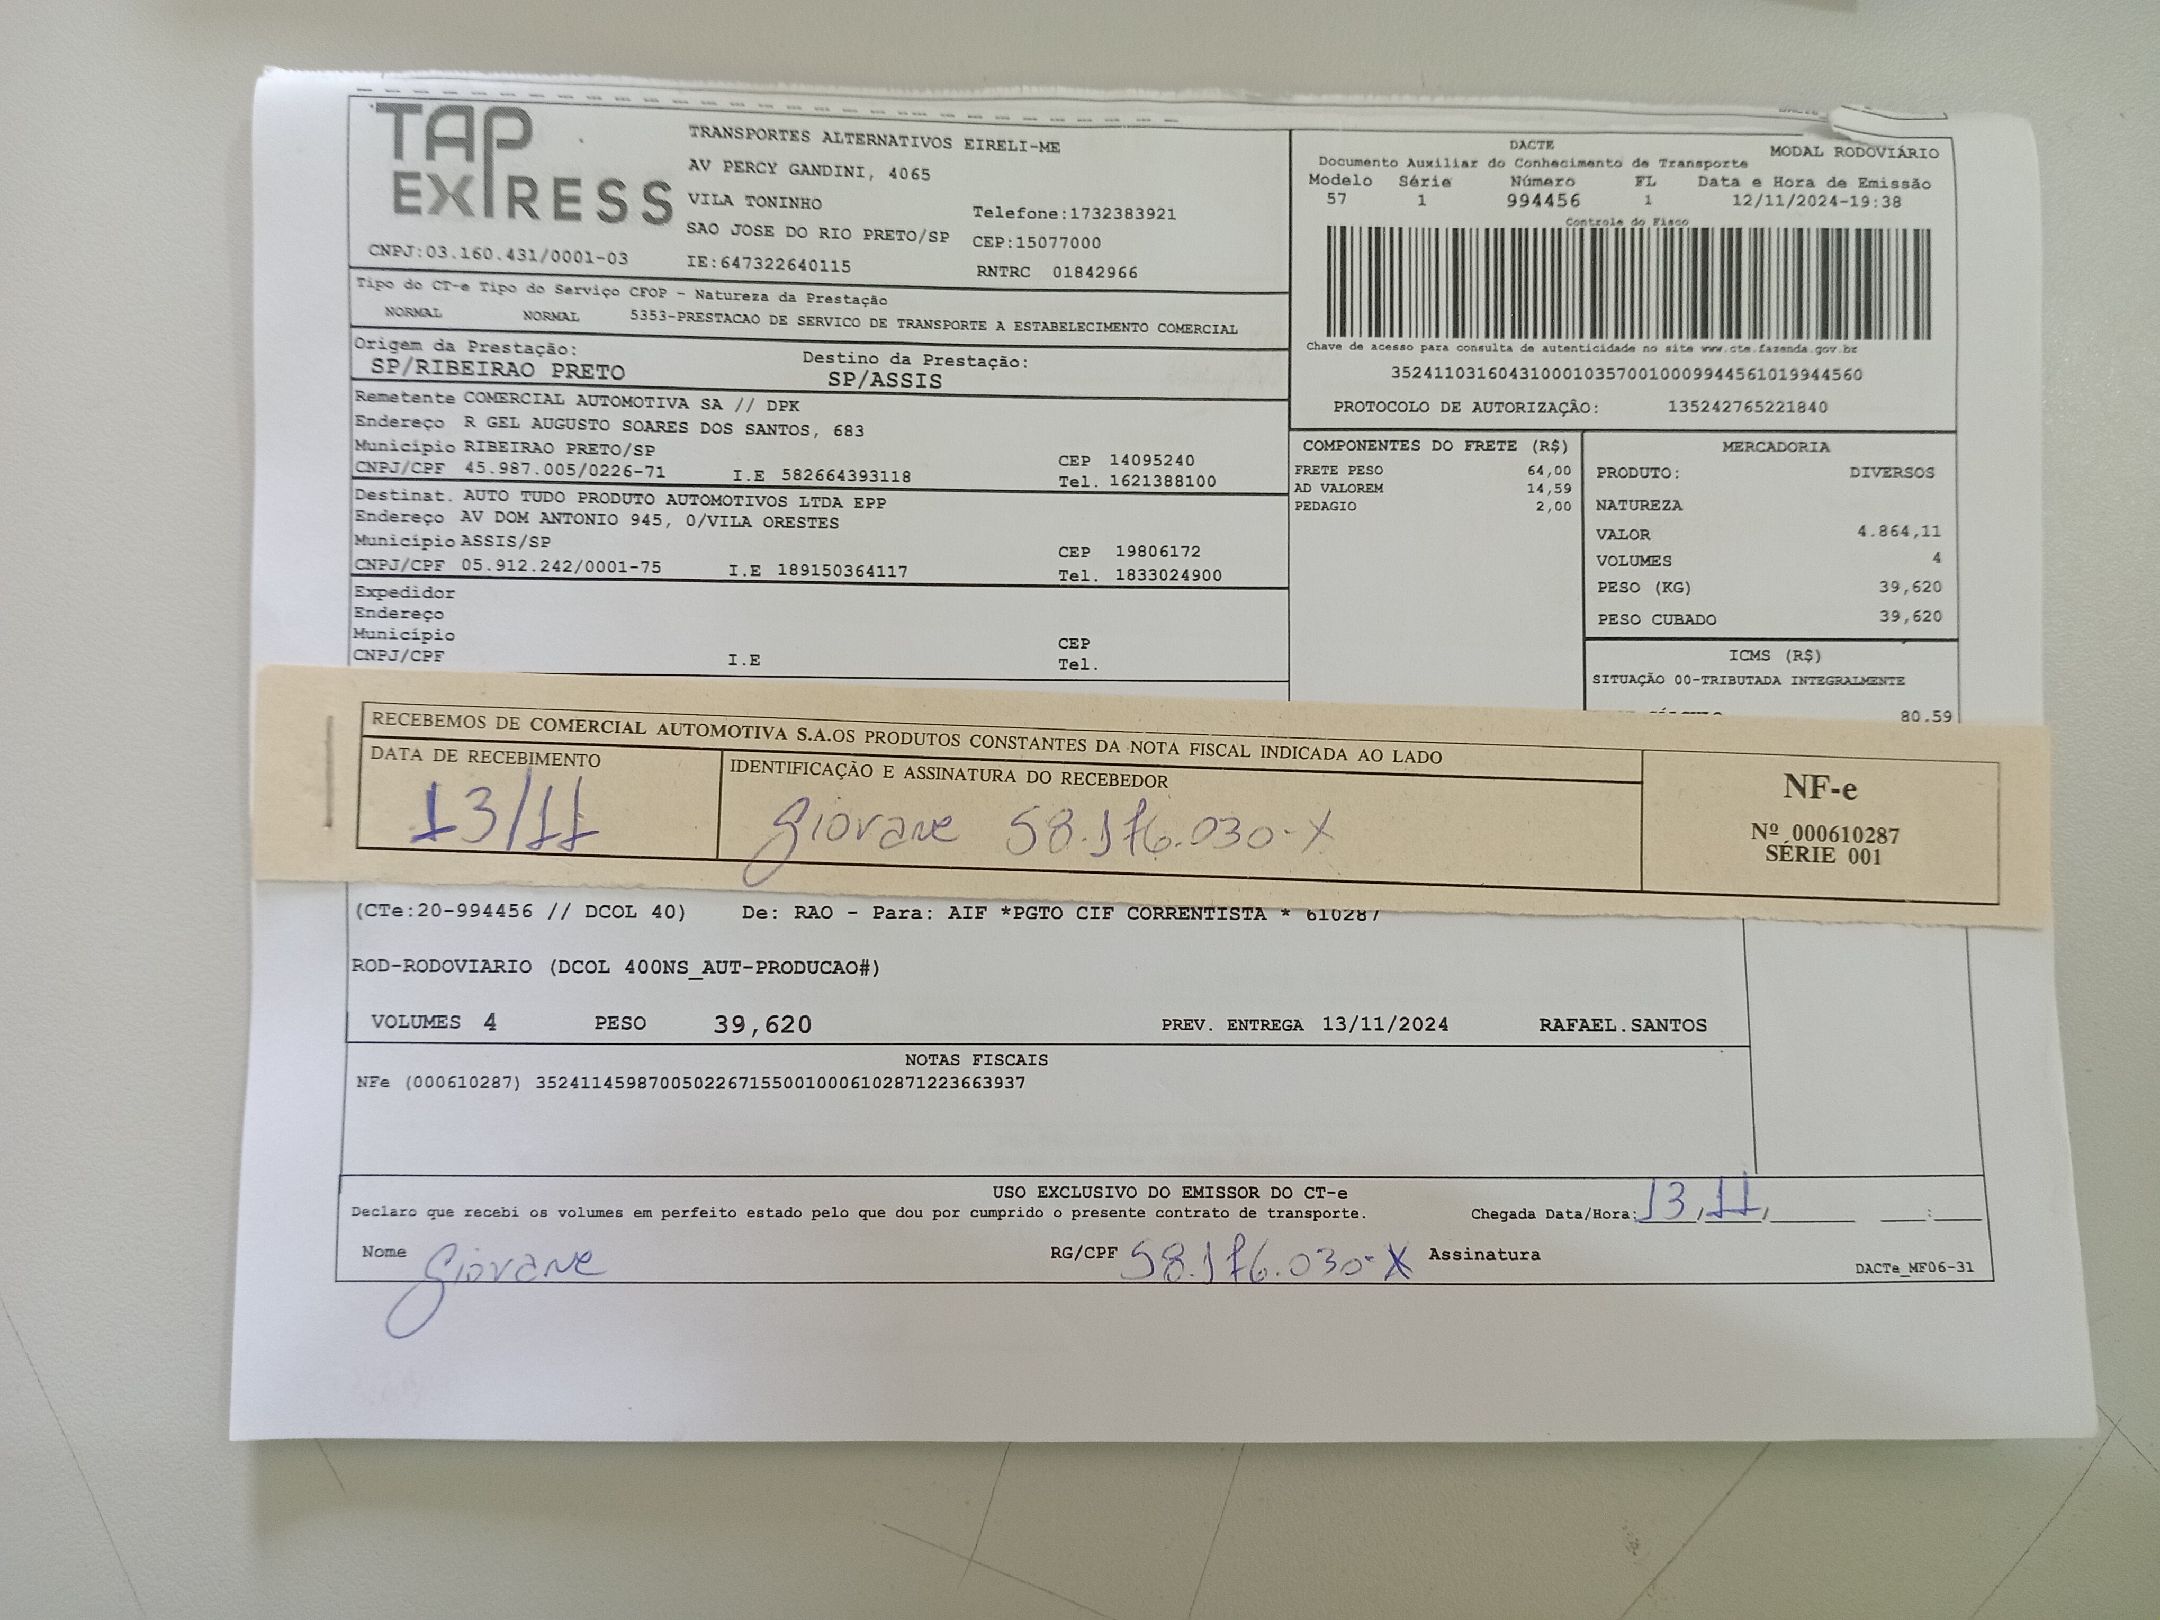 TAP EXPRESS
CNPJ:03.160.431/0001-03
TRANSPORTES ALTERNATIVOS EIRELI-ME
AV PERCY GANDINI, 4065
VILA TONINHO
SAO JOSE DO RIO PRETO/SP
IE:647322640115
Telefone:1732383921
CEP:15077000
RNTRC 01842966
DACTE
MODAL RODOVIÁRIO
Documento Auxiliar do Conhecimento de Transporte
Modelo Série Número FL Data e Hora de Emissão
57 1 994456 1 12/11/2024-19:38
Controle do Fisco
Chave de acesso para consulta de autenticidade no site www.cte.fazenda.gov.br
35241103160431000103570010009944561019944560
PROTOCOLO DE AUTORIZAÇÃO: 135242765221840
Tipo do CT-e Tipo do Serviço CFOP - Natureza da Prestação
NORMAL NORMAL 5353-PRESTACAO DE SERVICO DE TRANSPORTE A ESTABELECIMENTO COMERCIAL
Origem da Prestação: Destino da Prestação:
SP/RIBEIRAO PRETO SP/ASSIS
Remetente COMERCIAL AUTOMOTIVA SA // DPK
Endereço R GEL AUGUSTO SOARES DOS SANTOS, 683
Município RIBEIRAO PRETO/SP CEP 14095240
CNPJ/CPF 45.987.005/0226-71 I.E 582664393118 Tel. 1621388100
Destinat. AUTO TUDO PRODUTO AUTOMOTIVOS LTDA EPP
Endereço AV DOM ANTONIO 945, 0/VILA ORESTES
Município ASSIS/SP CEP 19806172
CNPJ/CPF 05.912.242/0001-75 I.E 189150364117 Tel. 1833024900
Expedidor
Endereço
Município CEP
CNPJ/CPF I.E Tel.
COMPONENTES DO FRETE (R$)
FRETE PESO 64,00
AD VALOREM 14,59
PEDAGIO 2,00
MERCADORIA
PRODUTO: DIVERSOS
NATUREZA
VALOR 4.864,11
VOLUMES 4
PESO (KG) 39,620
PESO CUBADO 39,620
ICMS (R$)
SITUAÇÃO 00-TRIBUTADA INTEGRALMENTE
80.59
RECEBEMOS DE COMERCIAL AUTOMOTIVA S.A.OS PRODUTOS CONSTANTES DA NOTA FISCAL INDICADA AO LADO
DATA DE RECEBIMENTO
13/11
IDENTIFICAÇÃO E ASSINATURA DO RECEBEDOR
Giovane 58.176.030-X
NF-e
Nº 000610287
SÉRIE 001
(CTe:20-994456 // DCOL 40) De: RAO - Para: AIF *PGTO CIF CORRENTISTA * 610287
ROD-RODOVIARIO (DCOL 400NS_AUT-PRODUCAO#)
VOLUMES 4 PESO 39,620 PREV. ENTREGA 13/11/2024 RAFAEL.SANTOS
NOTAS FISCAIS
NFe (000610287) 35241145987005022671550010006102871223663937
USO EXCLUSIVO DO EMISSOR DO CT-e
Declaro que recebi os volumes em perfeito estado pelo que dou por cumprido o presente contrato de transporte. Chegada Data/Hora: 13/11/
Nome Giovane RG/CPF 58.176.030-X Assinatura
DACTe_MF06-31